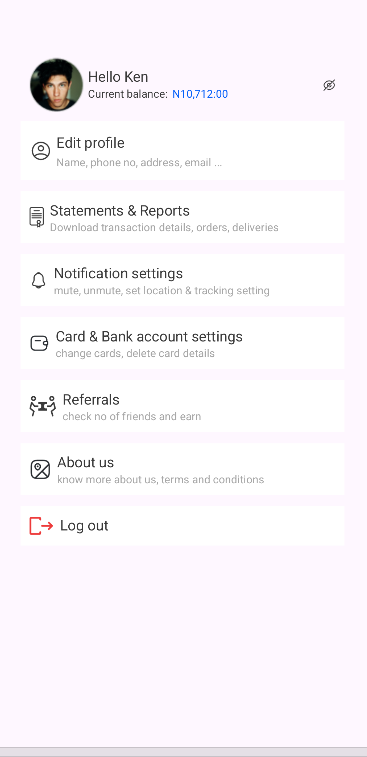 Hello Ken
Current balance: N10,712:00
Edit profile
Name, phone no, address, email ...
Statements & Reports
Download transaction details, orders, deliveries
Notification settings
mute, unmute, set location & tracking setting
Card & Bank account settings
change cards, delete card details
Referrals
check no of friends and earn
About us
know more about us, terms and conditions
Log out